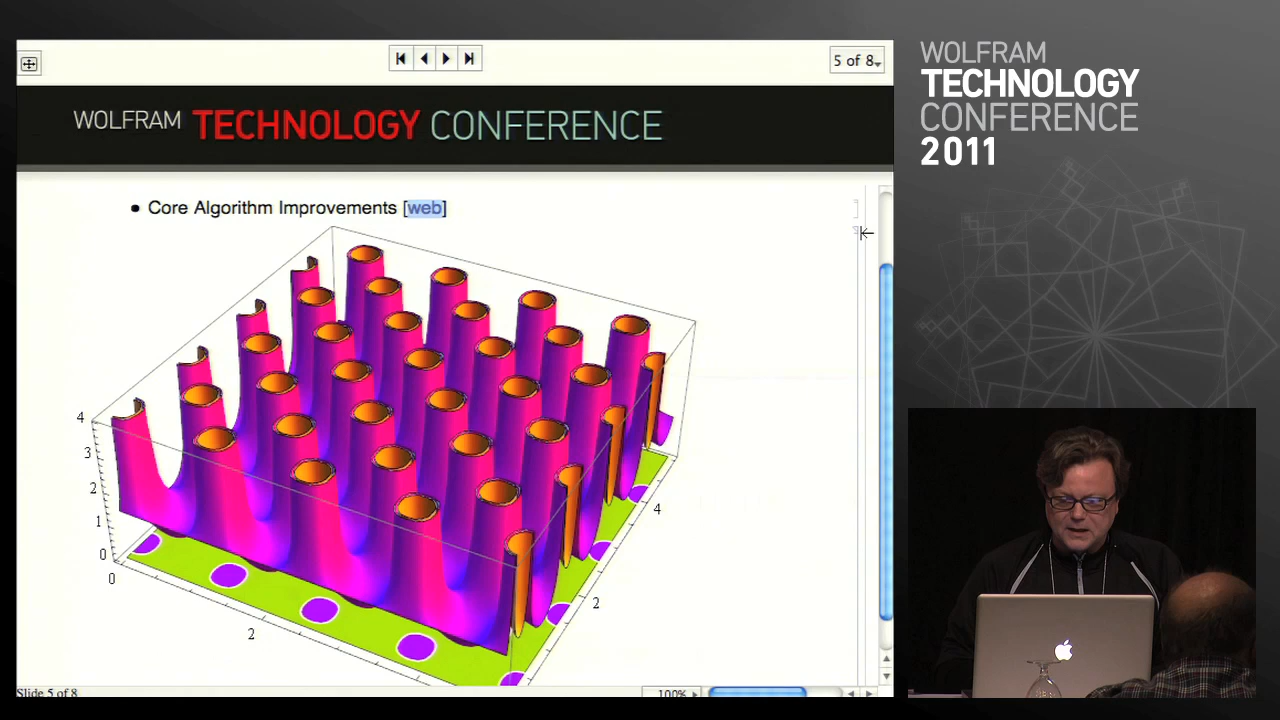 5 of 8
WOLFRAM TECHNOLOGY CONFERENCE
• Core Algorithm Improvements [web]
4
3
2
1
0
0
2
2
4
Slide 5 of 8
100%
WOLFRAM
TECHNOLOGY
CONFERENCE
2011